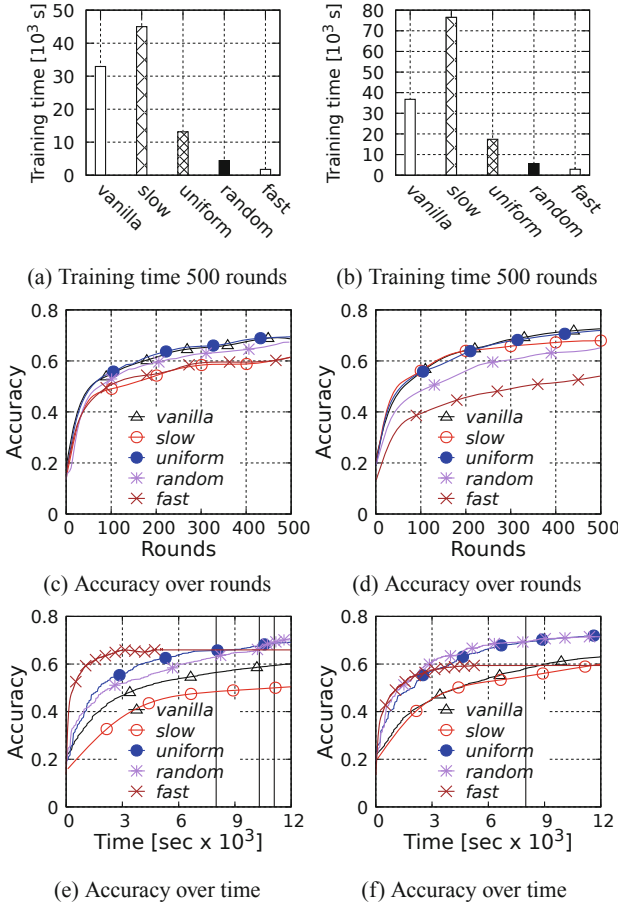 Training time [10³ s]
50
40
30
20
10
0
vanilla
slow
uniform
random
fast
(a) Training time 500 rounds
Training time [10³ s]
80
70
60
50
40
30
20
10
0
vanilla
slow
uniform
random
fast
(b) Training time 500 rounds
Accuracy
0.8
0.6
0.4
0.2
0
vanilla
slow
uniform
random
fast
0 100 200 300 400 500
Rounds
(c) Accuracy over rounds
Accuracy
0.8
0.6
0.4
0.2
0
vanilla
slow
uniform
random
fast
0 100 200 300 400 500
Rounds
(d) Accuracy over rounds
Accuracy
0.8
0.6
0.4
0.2
0
vanilla
slow
uniform
random
fast
0 3 6 9 12
Time [sec x 10³]
(e) Accuracy over time
Accuracy
0.8
0.6
0.4
0.2
0
vanilla
slow
uniform
random
fast
0 3 6 9 12
Time [sec x 10³]
(f) Accuracy over time